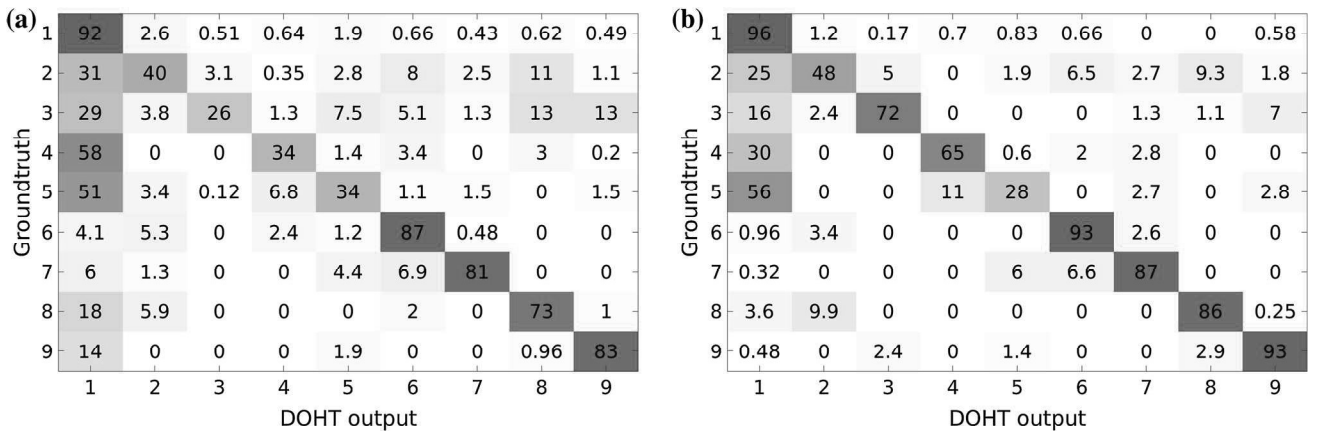 (a)
1 92 2.6 0.51 0.64 1.9 0.66 0.43 0.62 0.49
2 31 40 3.1 0.35 2.8 8 2.5 11 1.1
3 29 3.8 26 1.3 7.5 5.1 1.3 13 13
4 58 0 0 34 1.4 3.4 0 3 0.2
5 51 3.4 0.12 6.8 34 1.1 1.5 0 1.5
6 4.1 5.3 0 2.4 1.2 87 0.48 0 0
7 6 1.3 0 0 4.4 6.9 81 0 0
8 18 5.9 0 0 0 2 0 73 1
9 14 0 0 0 1.9 0 0 0.96 83
1 2 3 4 5 6 7 8 9
Groundtruth
DOHT output
(b)
1 96 1.2 0.17 0.7 0.83 0.66 0 0 0.58
2 25 48 5 0 1.9 6.5 2.7 9.3 1.8
3 16 2.4 72 0 0 0 1.3 1.1 7
4 30 0 0 65 0.6 2 2.8 0 0
5 56 0 0 11 28 0 2.7 0 2.8
6 0.96 3.4 0 0 0 93 2.6 0 0
7 0.32 0 0 0 6 6.6 87 0 0
8 3.6 9.9 0 0 0 0 0 86 0.25
9 0.48 0 2.4 0 1.4 0 0 2.9 93
1 2 3 4 5 6 7 8 9
Groundtruth
DOHT output